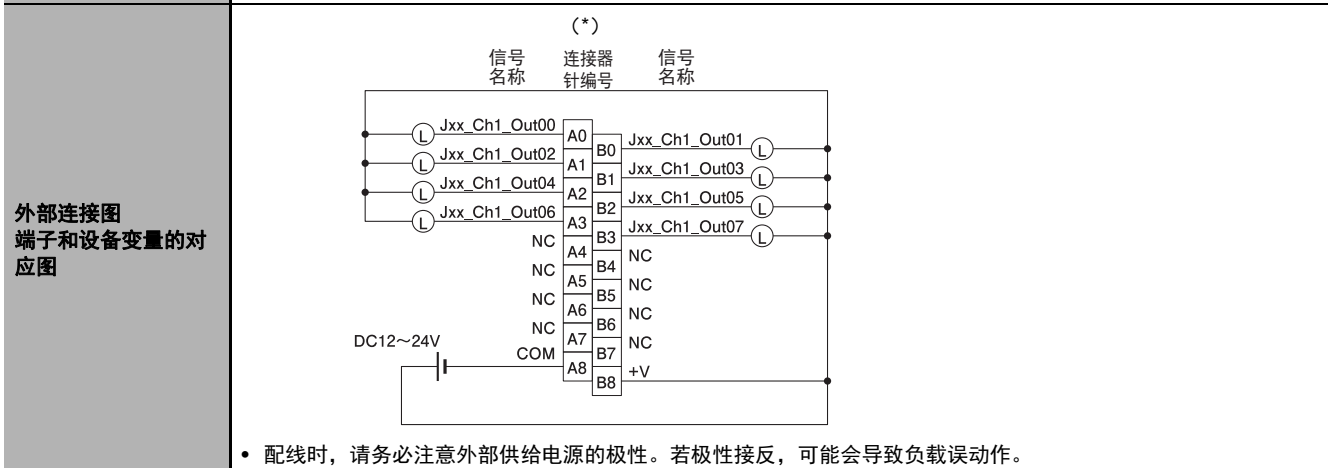 外部连接图
端子和设备变量的对
应图
(*)
信号 连接器 信号
名称 针编号 名称
Jxx_Ch1_Out00 A0
B0 Jxx_Ch1_Out01
L L
Jxx_Ch1_Out02 A1
B1 Jxx_Ch1_Out03
L L
Jxx_Ch1_Out04 A2
B2 Jxx_Ch1_Out05
L L
Jxx_Ch1_Out06 A3
B3 Jxx_Ch1_Out07
L L
NC A4
B4 NC
NC A5
B5 NC
NC A6
B6 NC
NC A7
B7 NC
DC12～24V
COM A8
B8 +V
• 配线时，请务必注意外部供给电源的极性。若极性接反，可能会导致负载误动作。